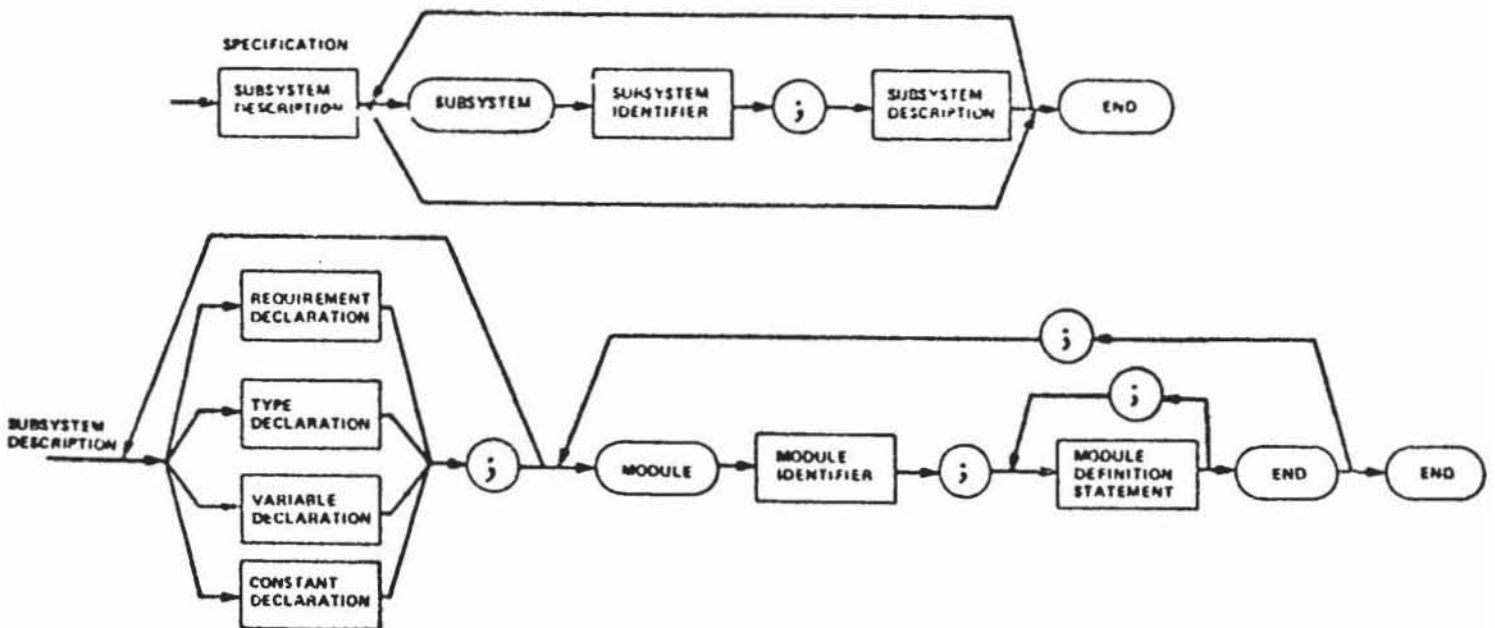 SPECIFICATION
SUBSYSTEM
DESCRIPTION
SUBSYSTEM
SUBSYSTEM
IDENTIFIER
;
SUBSYSTEM
DESCRIPTION
END
SUBSYSTEM
DESCRIPTION
REQUIREMENT
DECLARATION
TYPE
DECLARATION
VARIABLE
DECLARATION
CONSTANT
DECLARATION
;
MODULE
MODULE
IDENTIFIER
;
;
;
MODULE
DEFINITION
STATEMENT
END
END